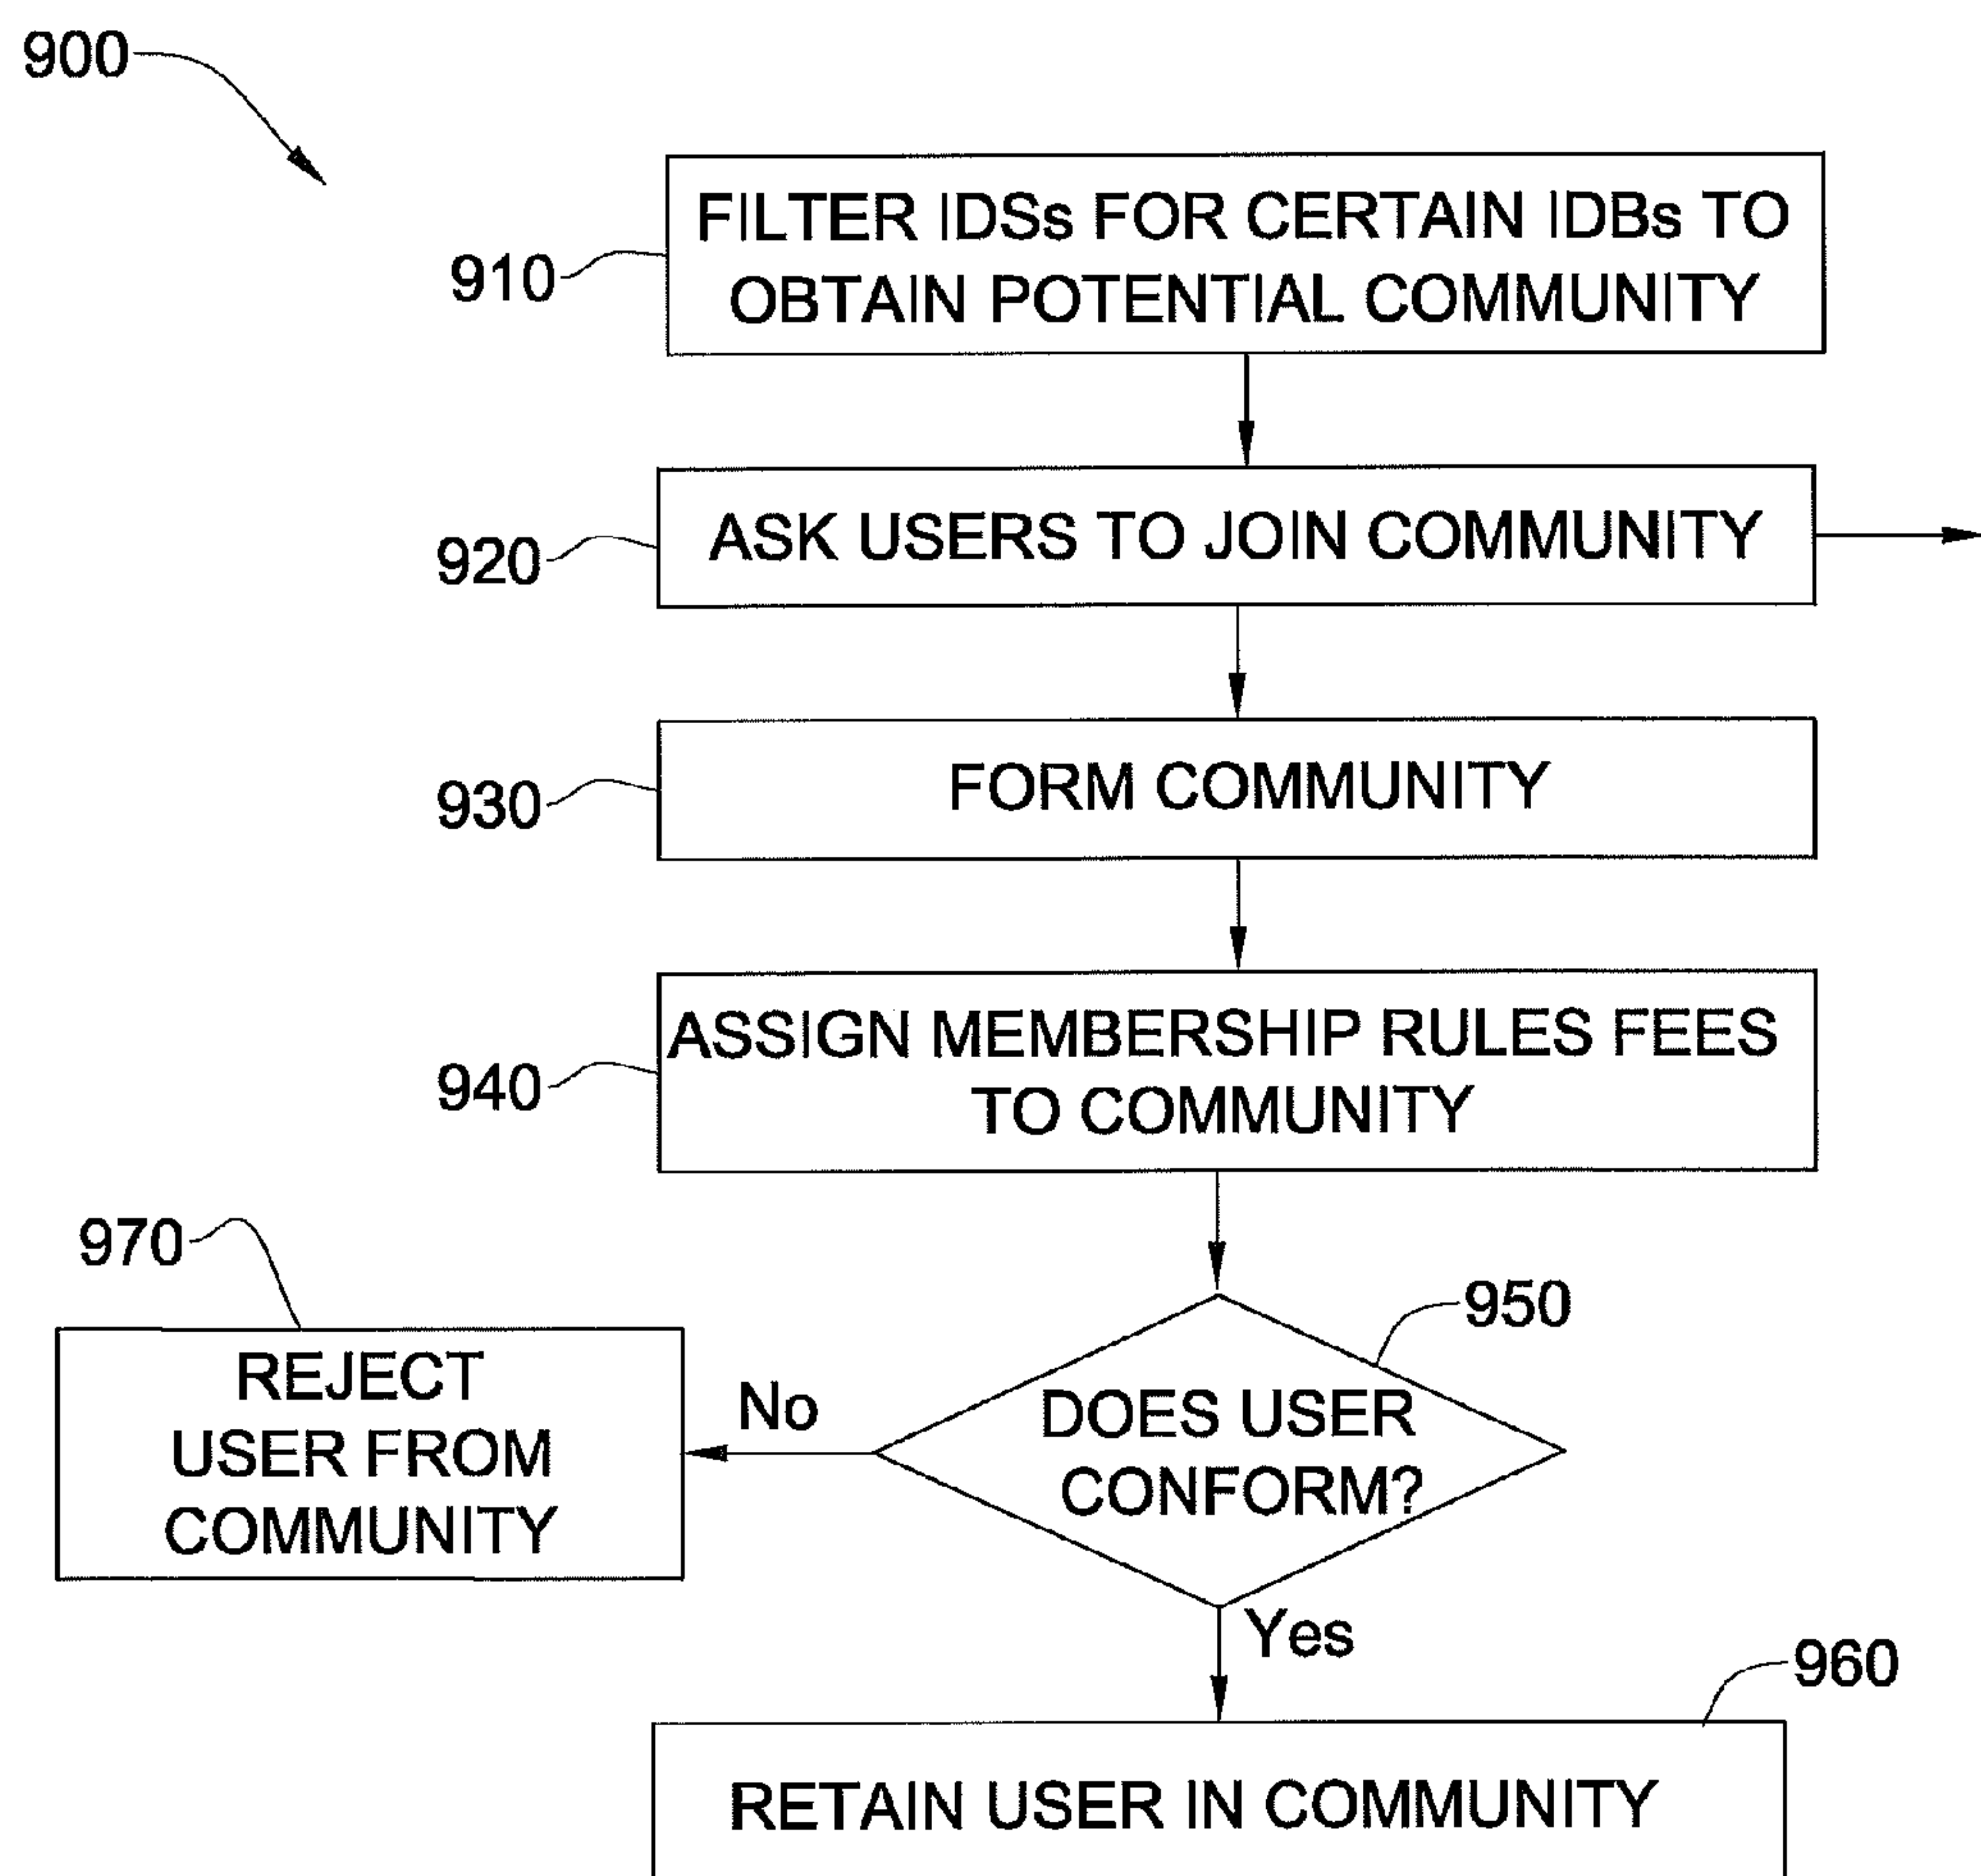 900
910
FILTER IDSs FOR CERTAIN IDBs TO
OBTAIN POTENTIAL COMMUNITY
920
ASK USERS TO JOIN COMMUNITY
930
FORM COMMUNITY
940
ASSIGN MEMBERSHIP RULES FEES
TO COMMUNITY
970
REJECT
USER FROM
COMMUNITY
No
950
DOES USER
CONFORM?
Yes
960
RETAIN USER IN COMMUNITY